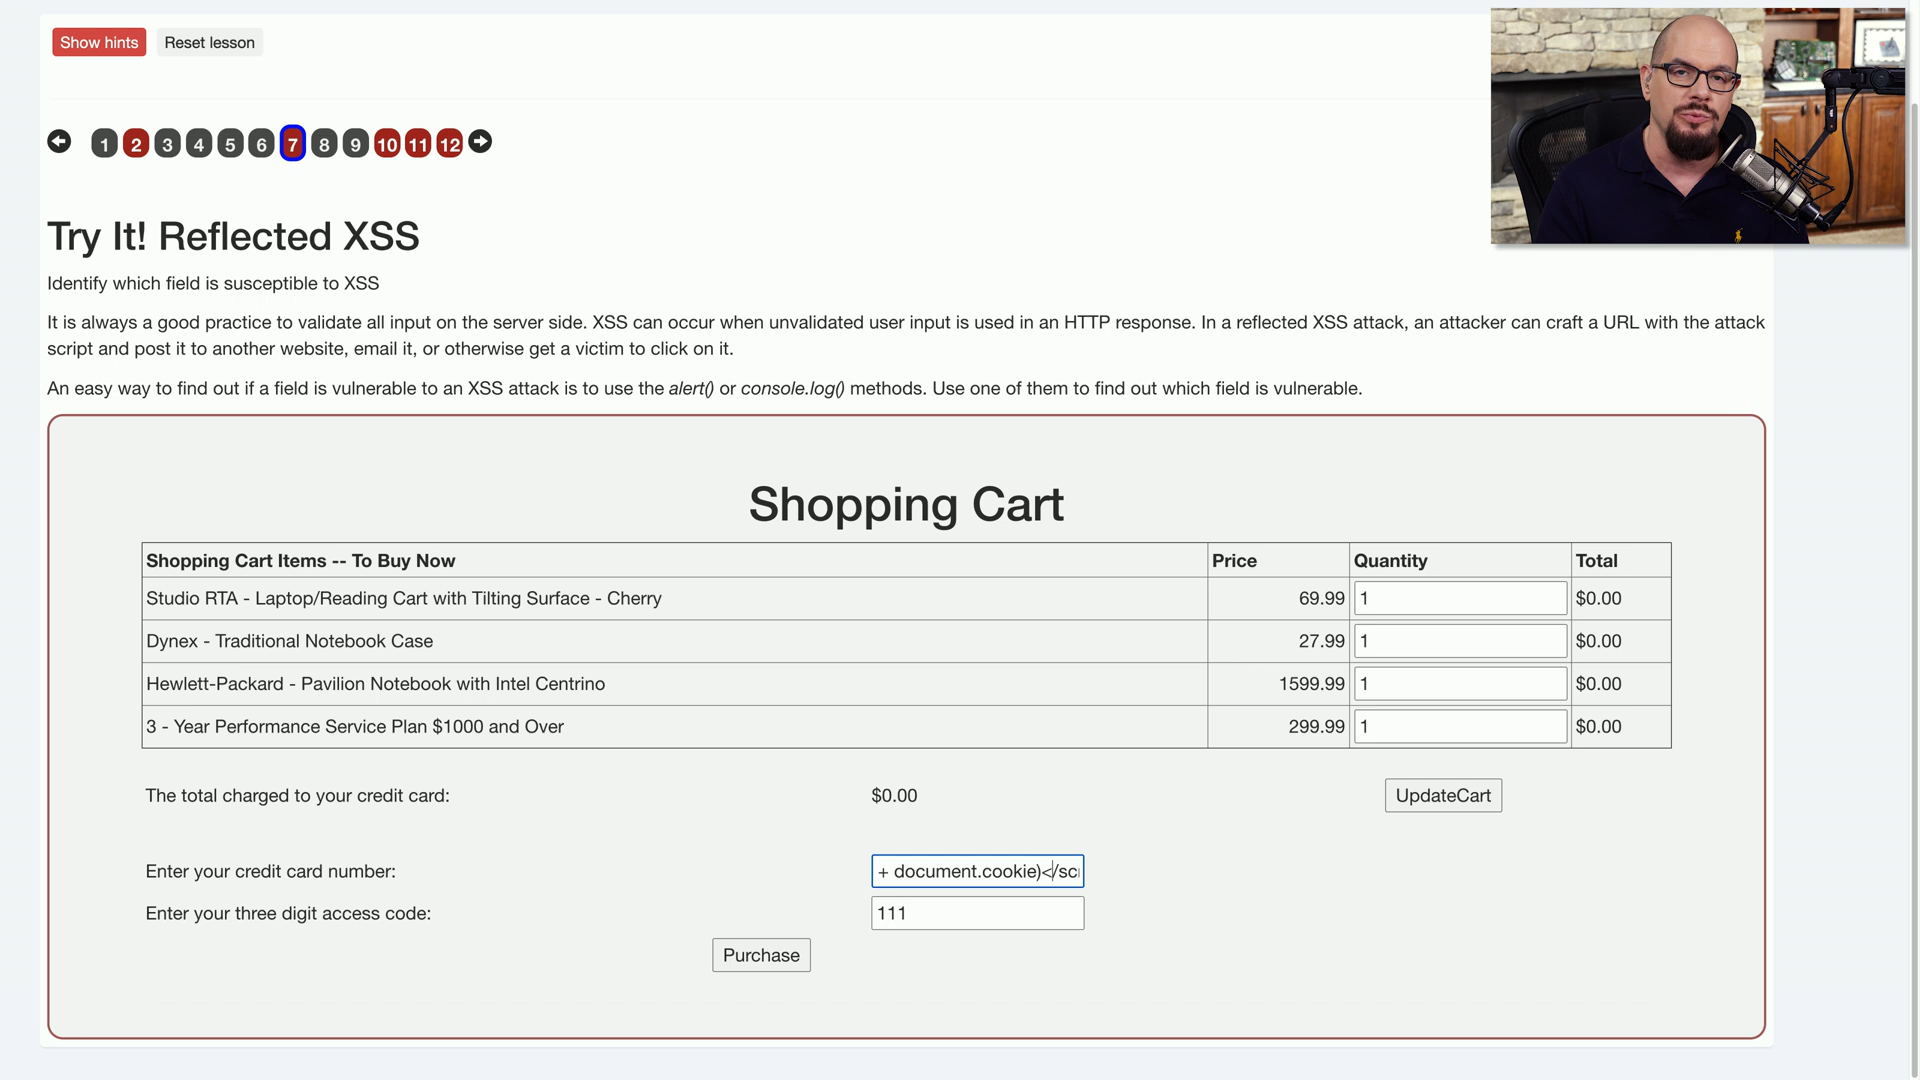 Show hints
Reset lesson
1 2 3 4 5 6 7 8 9 10 11 12
Try It! Reflected XSS
Identify which field is susceptible to XSS
It is always a good practice to validate all input on the server side. XSS can occur when unvalidated user input is used in an HTTP response. In a reflected XSS attack, an attacker can craft a URL with the attack
script and post it to another website, email it, or otherwise get a victim to click on it.
An easy way to find out if a field is vulnerable to an XSS attack is to use the alert() or console.log() methods. Use one of them to find out which field is vulnerable.
Shopping Cart
Shopping Cart Items -- To Buy Now Price Quantity Total
Studio RTA - Laptop/Reading Cart with Tilting Surface - Cherry 69.99 1 $0.00
Dynex - Traditional Notebook Case 27.99 1 $0.00
Hewlett-Packard - Pavilion Notebook with Intel Centrino 1599.99 1 $0.00
3 - Year Performance Service Plan $1000 and Over 299.99 1 $0.00
The total charged to your credit card: $0.00 UpdateCart
Enter your credit card number: + document.cookie)</sc
Enter your three digit access code: 111
Purchase